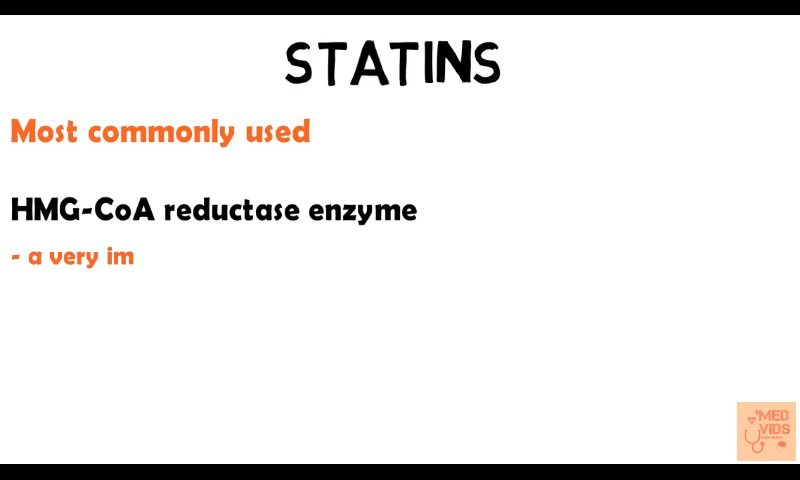 STATINS
Most commonly used
HMG-CoA reductase enzyme
- a very im
MED
VIDS